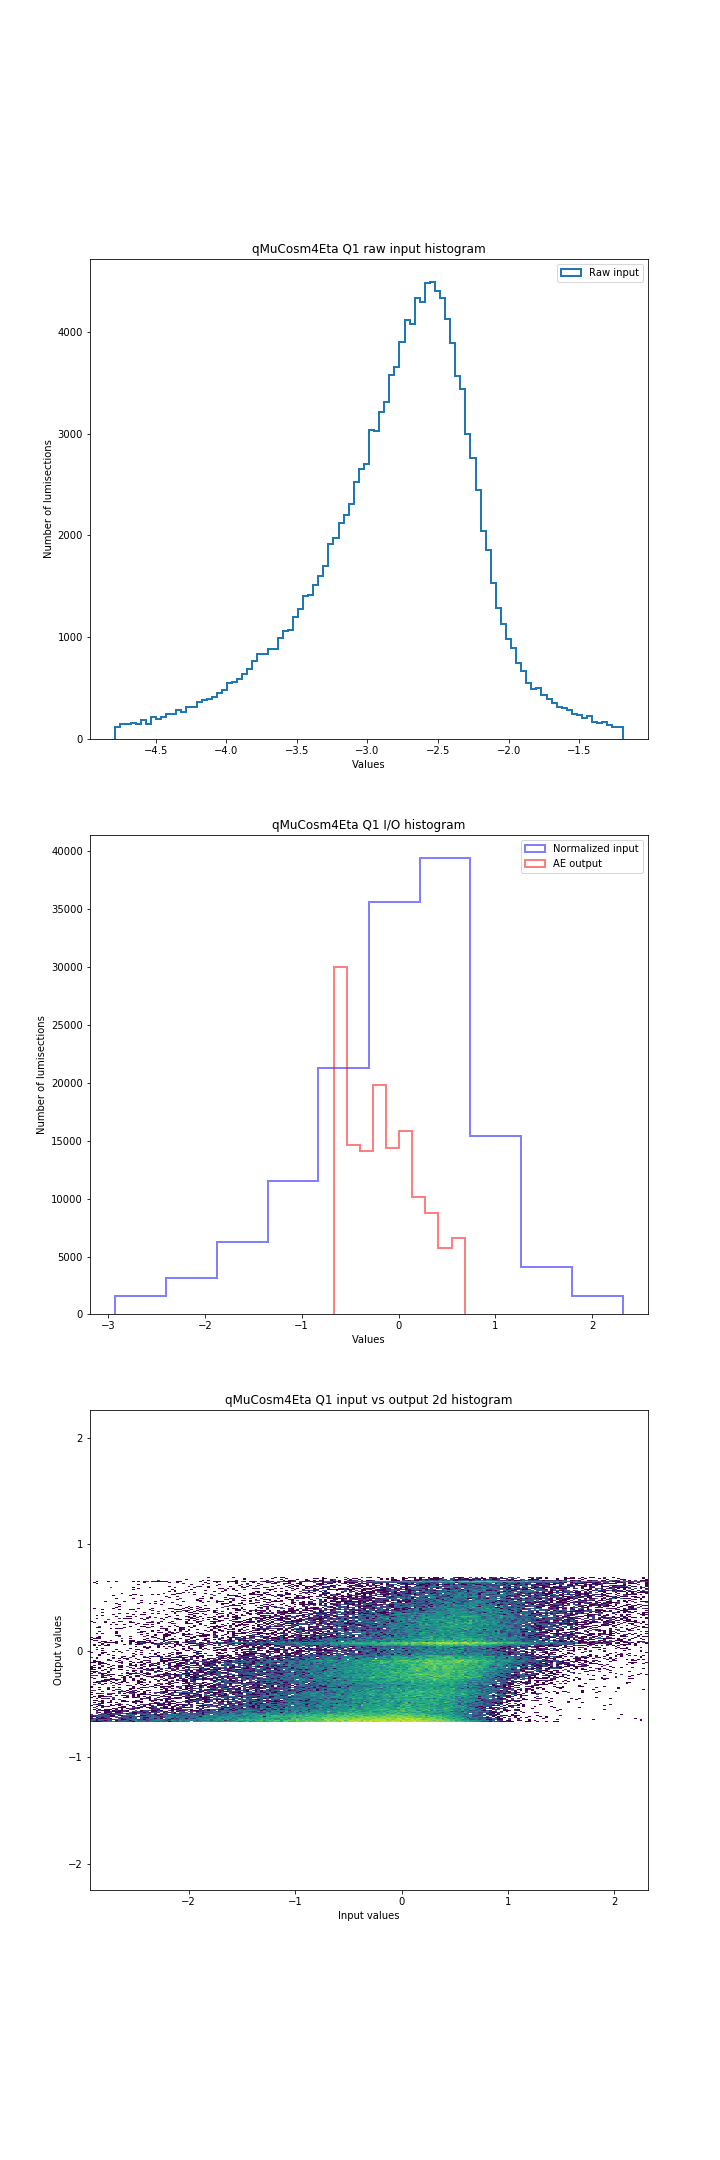 qMuCosm4Eta Q1 raw input histogram
Raw input
4000
3000
2000
1000
0
Number of lumisections
−4.5 −4.0 −3.5 −3.0 −2.5 −2.0 −1.5
Values
qMuCosm4Eta Q1 I/O histogram
Normalized input
AE output
40000
35000
30000
25000
20000
15000
10000
5000
0
Number of lumisections
−3 −2 −1 0 1 2
Values
qMuCosm4Eta Q1 input vs output 2d histogram
2
1
0
−1
−2
Output values
−2 −1 0 1 2
Input values